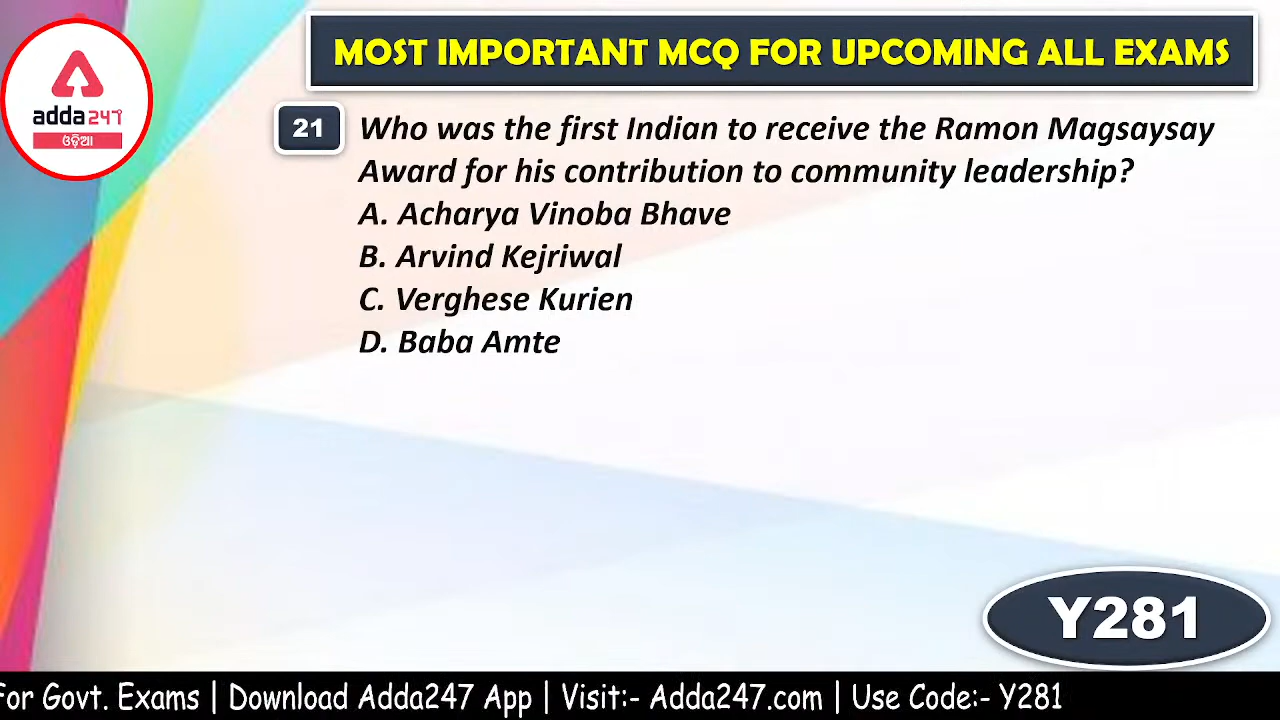 MOST IMPORTANT MCQ FOR UPCOMING ALL EXAMS
adda247
ଓଡ଼ିଆ
21
Who was the first Indian to receive the Ramon Magsaysay
Award for his contribution to community leadership?
A. Acharya Vinoba Bhave
B. Arvind Kejriwal
C. Verghese Kurien
D. Baba Amte
Y281
for Govt. Exams | Download Adda247 App | Visit:- Adda247.com | Use Code:- Y281